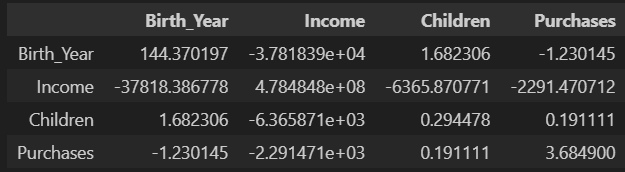 Birth_Year Income Children Purchases
Birth_Year 144.370197 -3.781839e+04 1.682306 -1.230145
Income -37818.386778 4.784848e+08 -6365.870771 -2291.470712
Children 1.682306 -6.365871e+03 0.294478 0.191111
Purchases -1.230145 -2.291471e+03 0.191111 3.684900